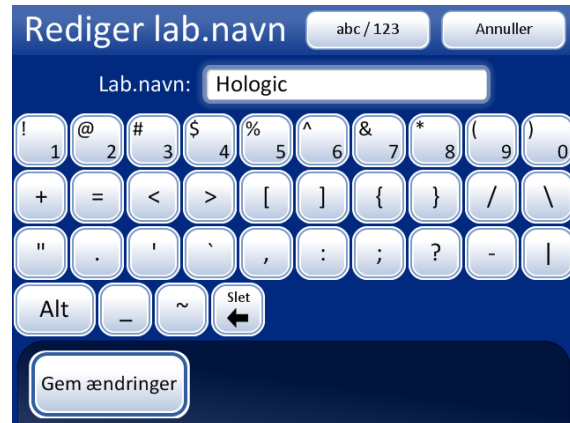 Rediger lab.navn abc / 123 Annuller
Lab.navn: Hologic
! 1 @ 2 # 3 $ 4 % 5 ^ 6 & 7 * 8 ( 9 ) 0
+ = < > [ ] { } / \
" . ' ` , : ; ? - |
Alt _ ~ Slet
Gem ændringer